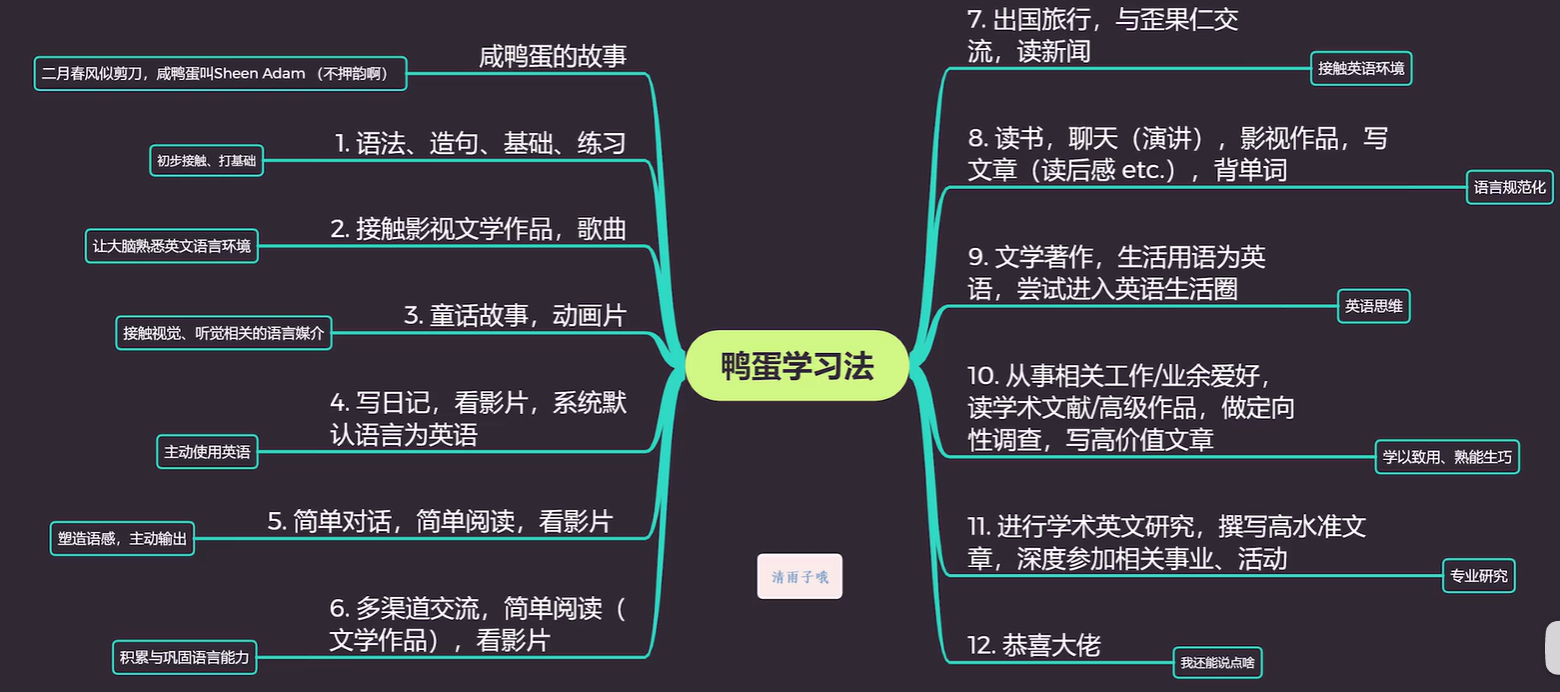 鸭蛋学习法
咸鸭蛋的故事
二月春风似剪刀，咸鸭蛋叫Sheen Adam （不押韵啊）
1. 语法、造句、基础、练习
初步接触、打基础
2. 接触影视文学作品，歌曲
让大脑熟悉英文语言环境
3. 童话故事，动画片
接触视觉、听觉相关的语言媒介
4. 写日记，看影片，系统默
认语言为英语
主动使用英语
5. 简单对话，简单阅读，看影片
塑造语感，主动输出
6. 多渠道交流，简单阅读（
文学作品），看影片
积累与巩固语言能力
7. 出国旅行，与歪果仁交
流，读新闻
接触英语环境
8. 读书，聊天（演讲），影视作品，写
文章（读后感 etc.），背单词
语言规范化
9. 文学著作，生活用语为英
语，尝试进入英语生活圈
英语思维
10. 从事相关工作/业余爱好，
读学术文献/高级作品，做定向
性调查，写高价值文章
学以致用、熟能生巧
11. 进行学术英文研究，撰写高水准文
章，深度参加相关事业、活动
专业研究
12. 恭喜大佬
我还能说点啥
清雨子哦